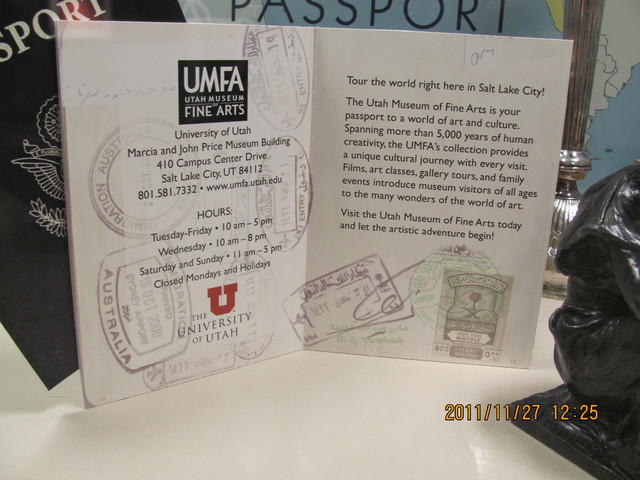 PASSPORT
SPORT
UMFA
UTAH MUSEUM
OF
FINE ARTS
University of Utah
Marcia and John Price Museum Building
410 Campus Center Drive
Salt Lake City, UT 84112
801.581.7332 • www.umfa.utah.edu
HOURS:
Tuesday-Friday • 10 am – 5 pm
Wednesday • 10 am – 8 pm
Saturday and Sunday • 11 am – 5 pm
Closed Mondays and Holidays
U
THE
UNIVERSITY
OF UTAH
AUSTRALIA
Tour the world right here in Salt Lake City!
The Utah Museum of Fine Arts is your
passport to a world of art and culture.
Spanning more than 5,000 years of human
creativity, the UMFA's collection provides
a unique cultural journey with every visit.
Films, art classes, gallery tours, and family
events introduce museum visitors of all ages
to the many wonders of the world of art.
Visit the Utah Museum of Fine Arts today
and let the artistic adventure begin!
2011/11/27 12:25